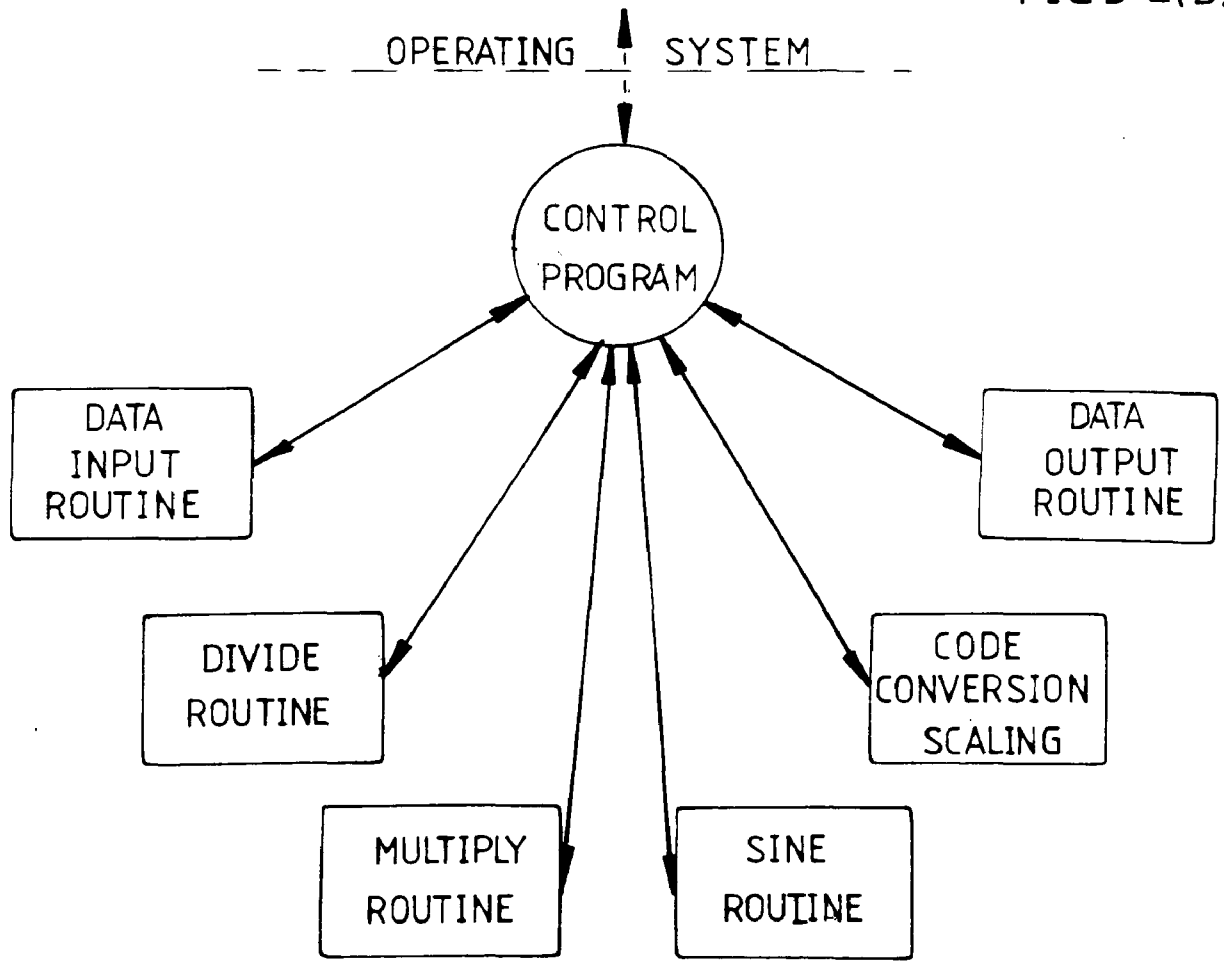 OPERATING SYSTEM
CONTROL
PROGRAM
DATA
INPUT
ROUTINE
DATA
OUTPUT
ROUTINE
DIVIDE
ROUTINE
CODE
CONVERSION
SCALING
MULTIPLY
ROUTINE
SINE
ROUTINE